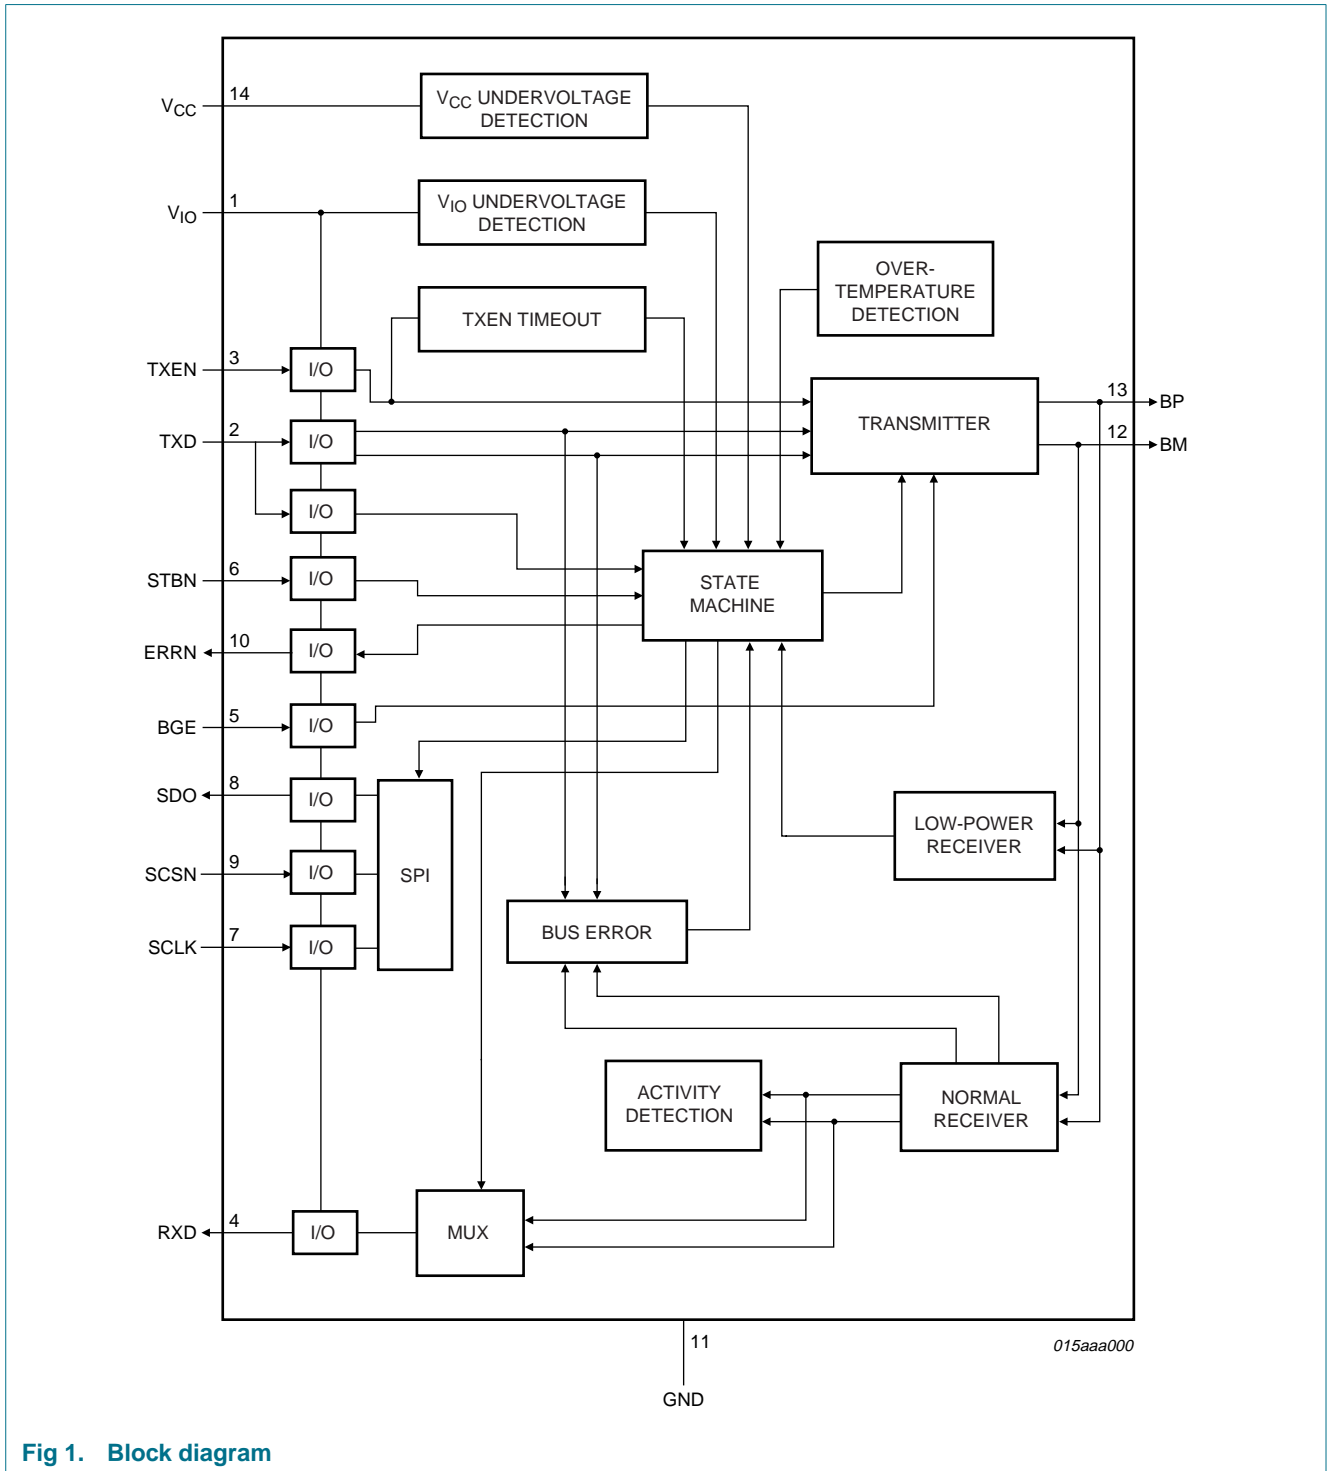 14
VCC
VCC UNDERVOLTAGE
DETECTION
1
VIO
VIO UNDERVOLTAGE
DETECTION
OVER-
TEMPERATURE
DETECTION
TXEN TIMEOUT
3
TXEN
I/O
13
BP
TRANSMITTER
2
TXD
I/O
12
BM
I/O
6
STBN
I/O
STATE
MACHINE
10
ERRN
I/O
5
BGE
I/O
8
SDO
I/O
LOW-POWER
RECEIVER
9
SCSN
I/O
SPI
7
SCLK
I/O
BUS ERROR
ACTIVITY
DETECTION
NORMAL
RECEIVER
4
RXD
I/O
MUX
11
015aaa000
GND
Fig 1. Block diagram